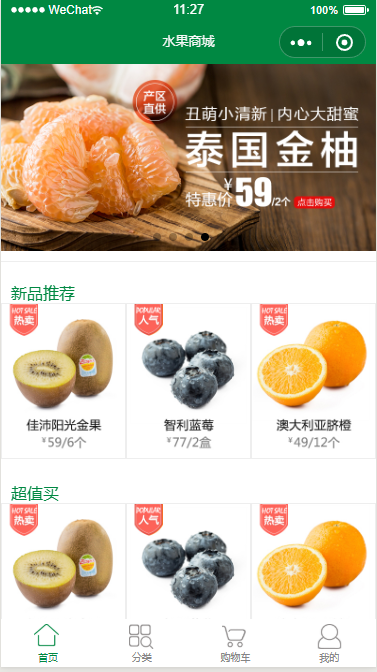 WeChat 11:27 100%
水果商城
产区
直供
丑萌小清新 | 内心大甜蜜
泰国金柚
特惠价 ¥59/2个 点击购买
新品推荐
HOT SALE
热卖
POPULAR
人气
HOT SALE
热卖
佳沛阳光金果
¥59/6个
智利蓝莓
¥77/2盒
澳大利亚脐橙
¥49/12个
超值买
HOT SALE
热卖
POPULAR
人气
HOT SALE
热卖
首页 分类 购物车 我的